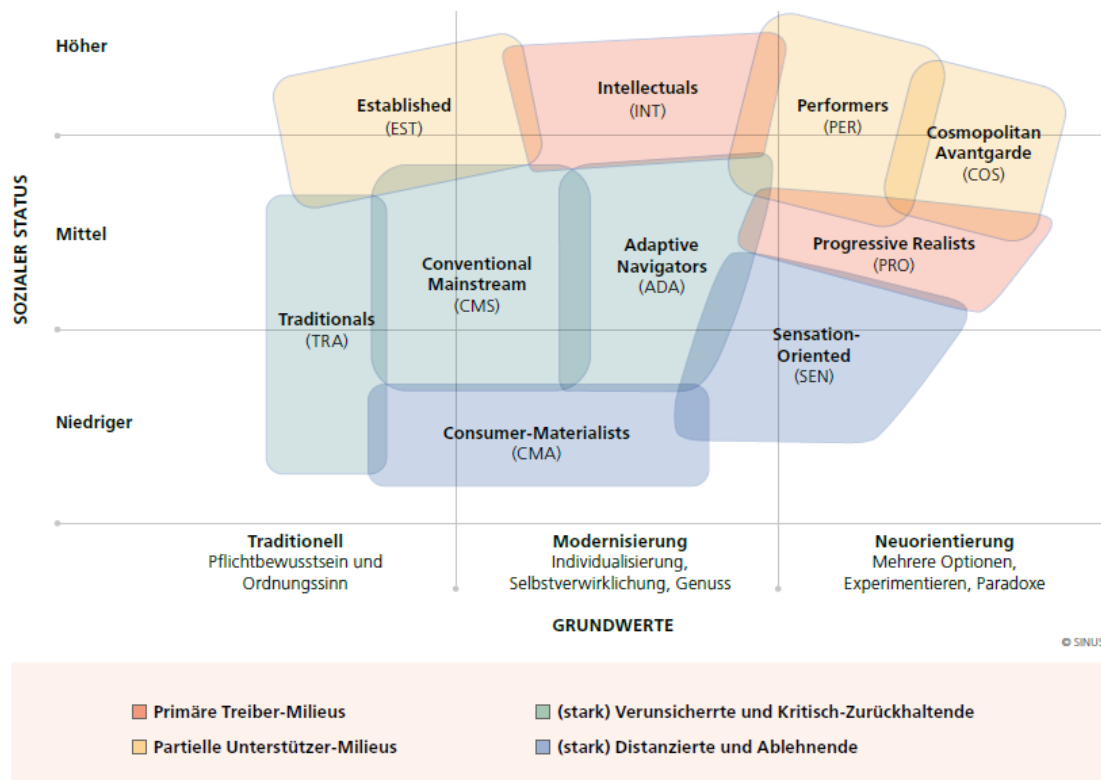 Höher
Established
(EST)
Intellectuals
(INT)
Performers
(PER)
Cosmopolitan
Avantgarde
(COS)
SOZIALER STATUS
Mittel
Conventional
Mainstream
(CMS)
Adaptive
Navigators
(ADA)
Progressive Realists
(PRO)
Traditionals
(TRA)
Sensation-
Oriented
(SEN)
Niedriger
Consumer-Materialists
(CMA)
Traditionell
Pflichtbewusstsein und
Ordnungssinn
Modernisierung
Individualisierung,
Selbstverwirklichung, Genuss
Neuorientierung
Mehrere Optionen,
Experimentieren, Paradoxe
GRUNDWERTE
© SINUS
Primäre Treiber-Milieus
(stark) Verunsicherrte und Kritisch-Zurückhaltende
Partielle Unterstützer-Milieus
(stark) Distanzierte und Ablehnende